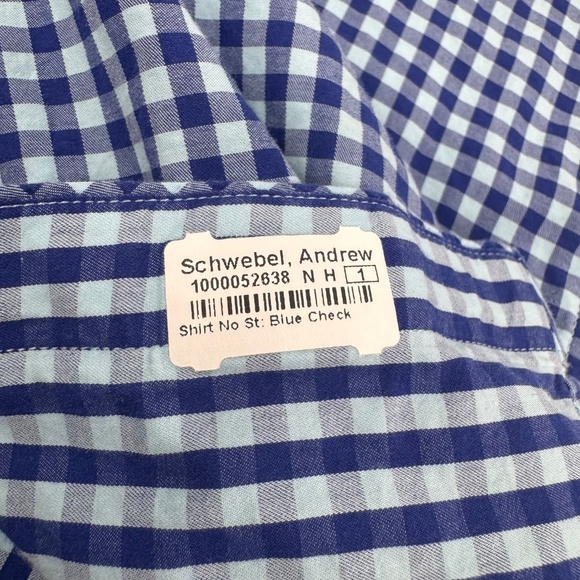 Schwebel, Andrew
1000052638 N H 1
Shirt No St: Blue Check